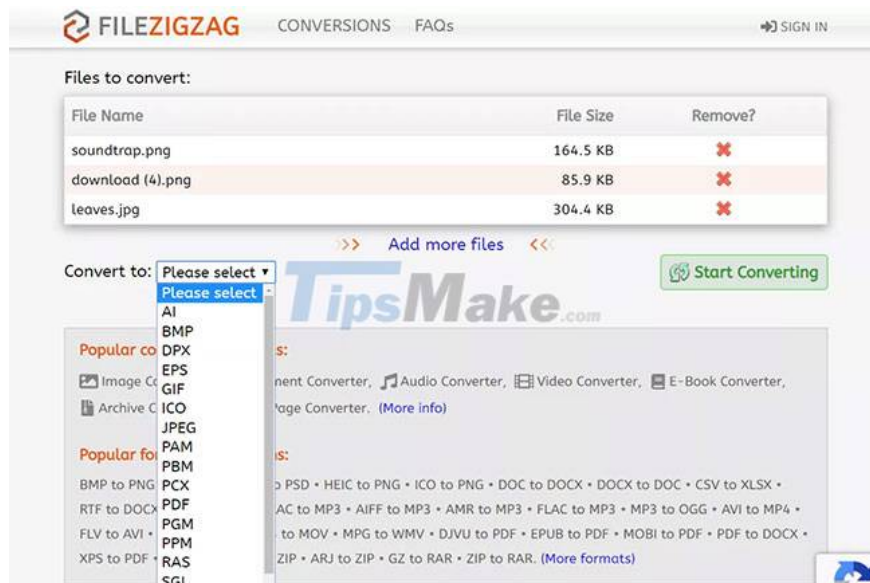 FILEZIGZAG CONVERSIONS FAQs SIGN IN
Files to convert:
File Name File Size Remove?
soundtrap.png 164.5 KB
download (4).png 85.9 KB
leaves.jpg 304.4 KB
>>> Add more files <<<
Convert to: Please select Start Converting
Please select
TipsMake.com
AI
BMP
Popular co DPX s:
EPS
Image Co GIF ment Converter, Audio Converter, Video Converter, E-Book Converter,
Archive C ICO Page Converter. (More info)
JPEG
PAM
Popular fo PBM s:
BMP to PNG PCX o PSD • HEIC to PNG • ICO to PNG • DOC to DOCX • DOCX to DOC • CSV to XLSX •
RTF to DOCX PDF AC to MP3 • AIFF to MP3 • AMR to MP3 • FLAC to MP3 • MP3 to OGG • AVI to MP4 •
PGM
FLV to AVI • PPM to MOV • MPG to WMV • DJVU to PDF • EPUB to PDF • MOBI to PDF • PDF to DOCX •
XPS to PDF • RAS ZIP • ARJ to ZIP • GZ to RAR • ZIP to RAR. (More formats)
SGI